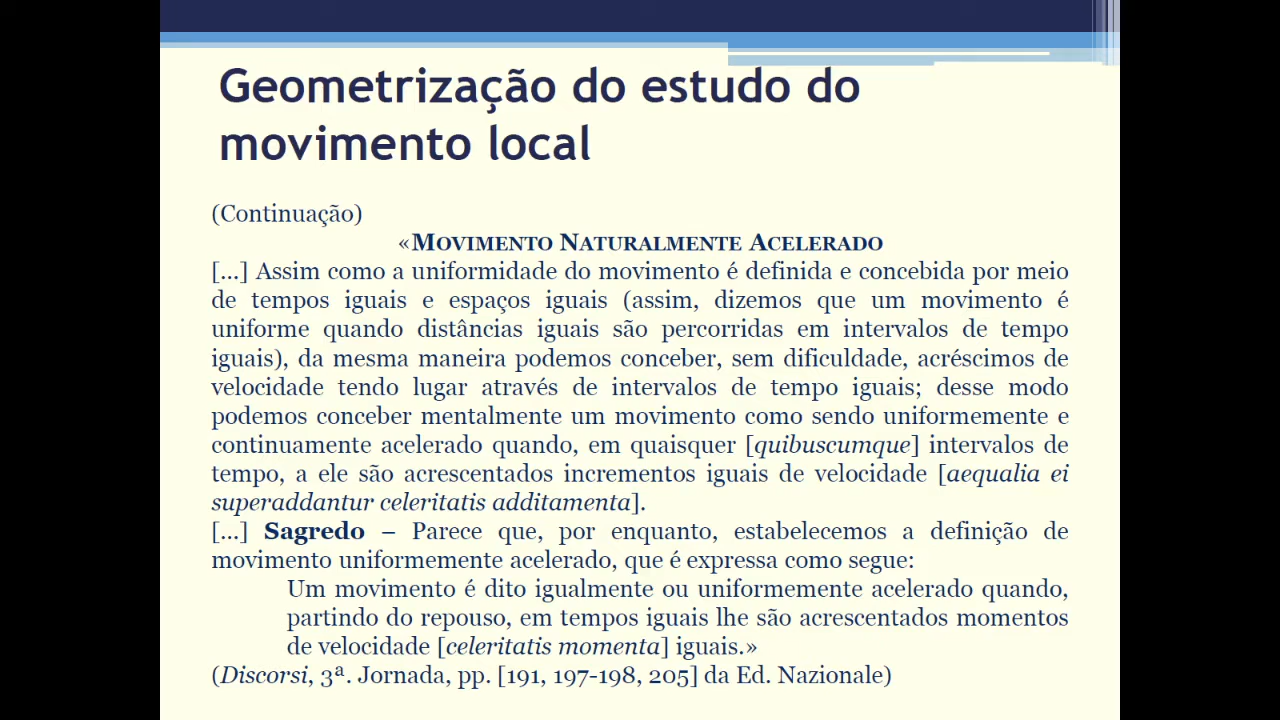 Geometrização do estudo do
movimento local
(Continuação)
«MOVIMENTO NATURALMENTE ACELERADO
[...] Assim como a uniformidade do movimento é definida e concebida por meio
de tempos iguais e espaços iguais (assim, dizemos que um movimento é
uniforme quando distâncias iguais são percorridas em intervalos de tempo
iguais), da mesma maneira podemos conceber, sem dificuldade, acréscimos de
velocidade tendo lugar através de intervalos de tempo iguais; desse modo
podemos conceber mentalmente um movimento como sendo uniformemente e
continuamente acelerado quando, em quaisquer [quibuscumque] intervalos de
tempo, a ele são acrescentados incrementos iguais de velocidade [aequalia ei
superaddantur celeritatis additamenta].
[...] Sagredo – Parece que, por enquanto, estabelecemos a definição de
movimento uniformemente acelerado, que é expressa como segue:
Um movimento é dito igualmente ou uniformemente acelerado quando,
partindo do repouso, em tempos iguais lhe são acrescentados momentos
de velocidade [celeritatis momenta] iguais.»
(Discorsi, 3ª. Jornada, pp. [191, 197-198, 205] da Ed. Nazionale)